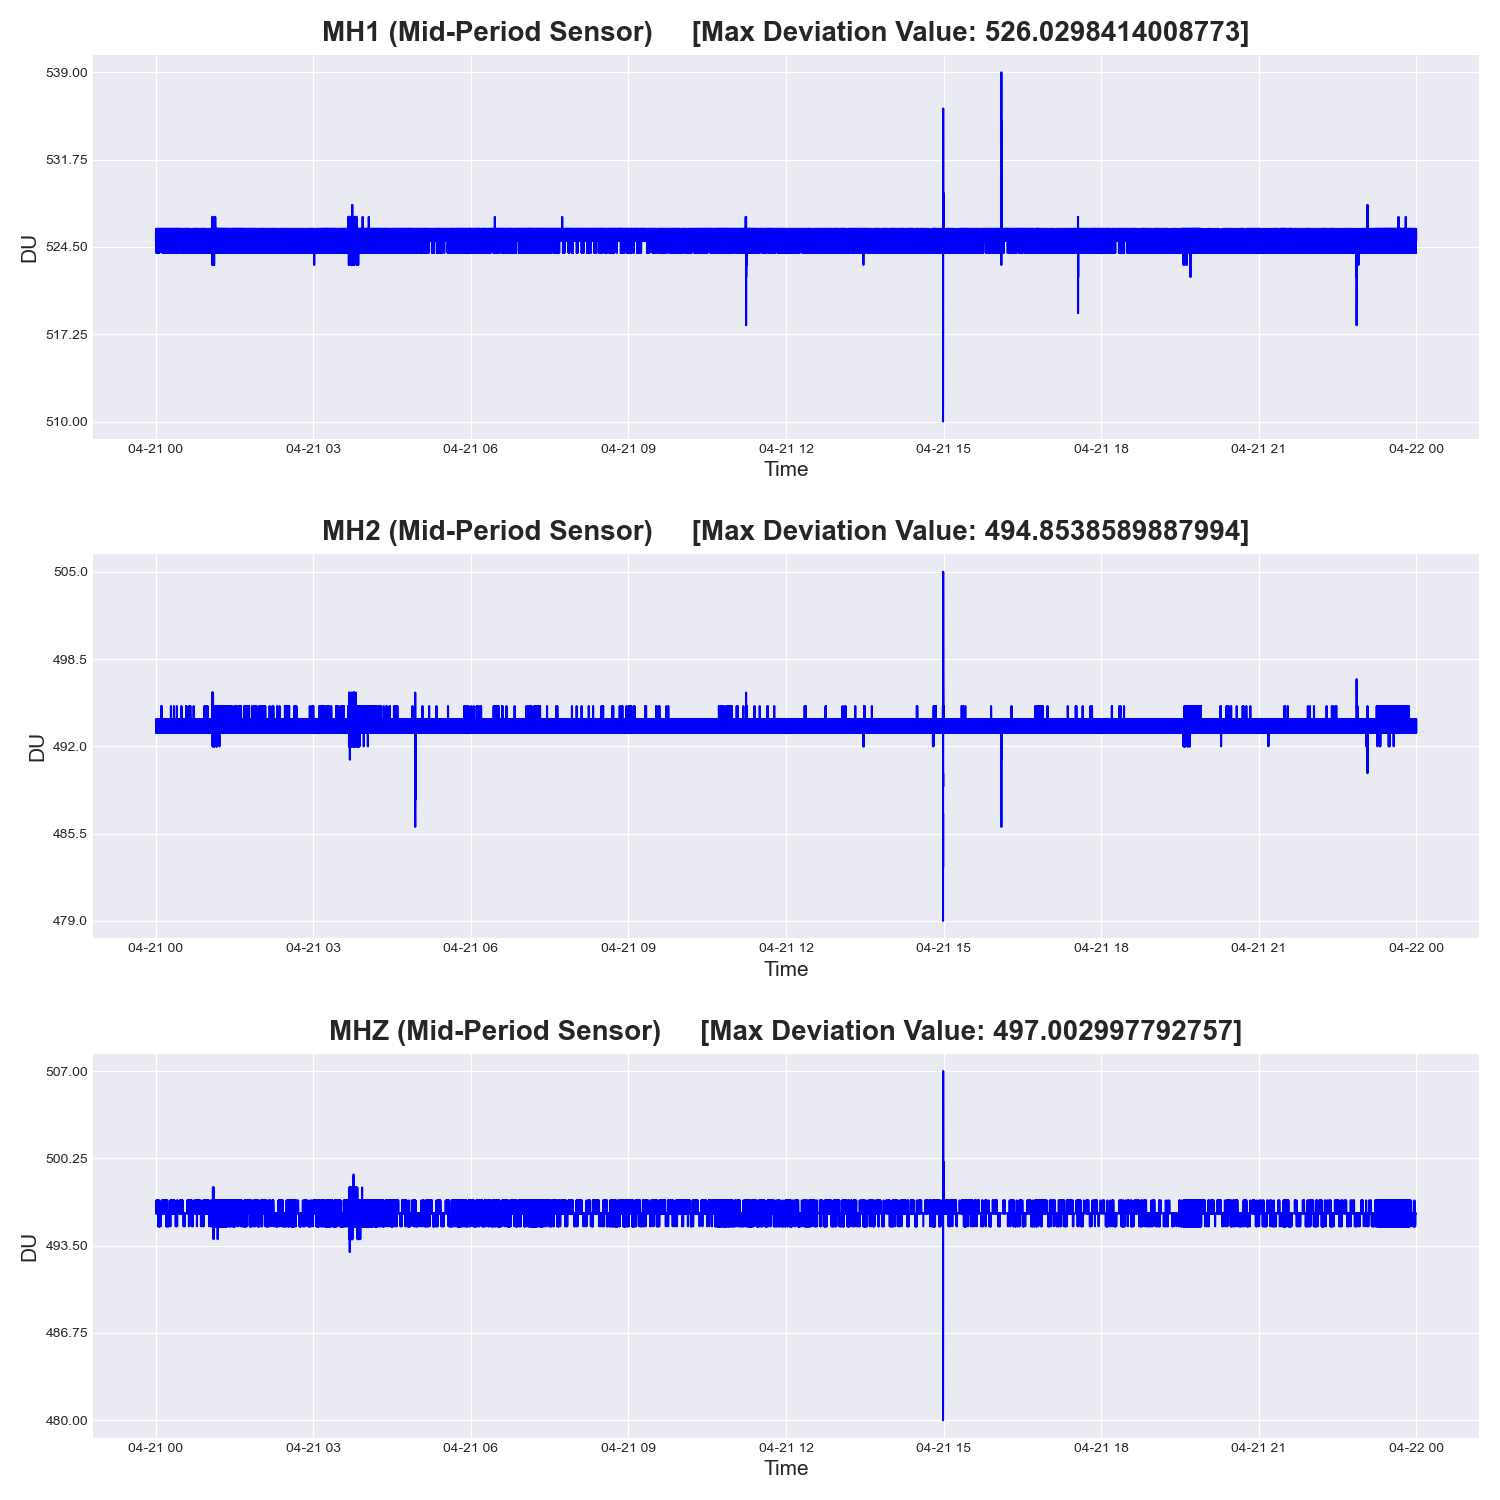 MH1 (Mid-Period Sensor) [Max Deviation Value: 526.0298414008773]
539.00
531.75
524.50
517.25
510.00
DU
04-21 00 04-21 03 04-21 06 04-21 09 04-21 12 04-21 15 04-21 18 04-21 21 04-22 00
Time
MH2 (Mid-Period Sensor) [Max Deviation Value: 494.8538589887994]
505.0
498.5
492.0
485.5
479.0
DU
04-21 00 04-21 03 04-21 06 04-21 09 04-21 12 04-21 15 04-21 18 04-21 21 04-22 00
Time
MHZ (Mid-Period Sensor) [Max Deviation Value: 497.002997792757]
507.00
500.25
493.50
486.75
480.00
DU
04-21 00 04-21 03 04-21 06 04-21 09 04-21 12 04-21 15 04-21 18 04-21 21 04-22 00
Time